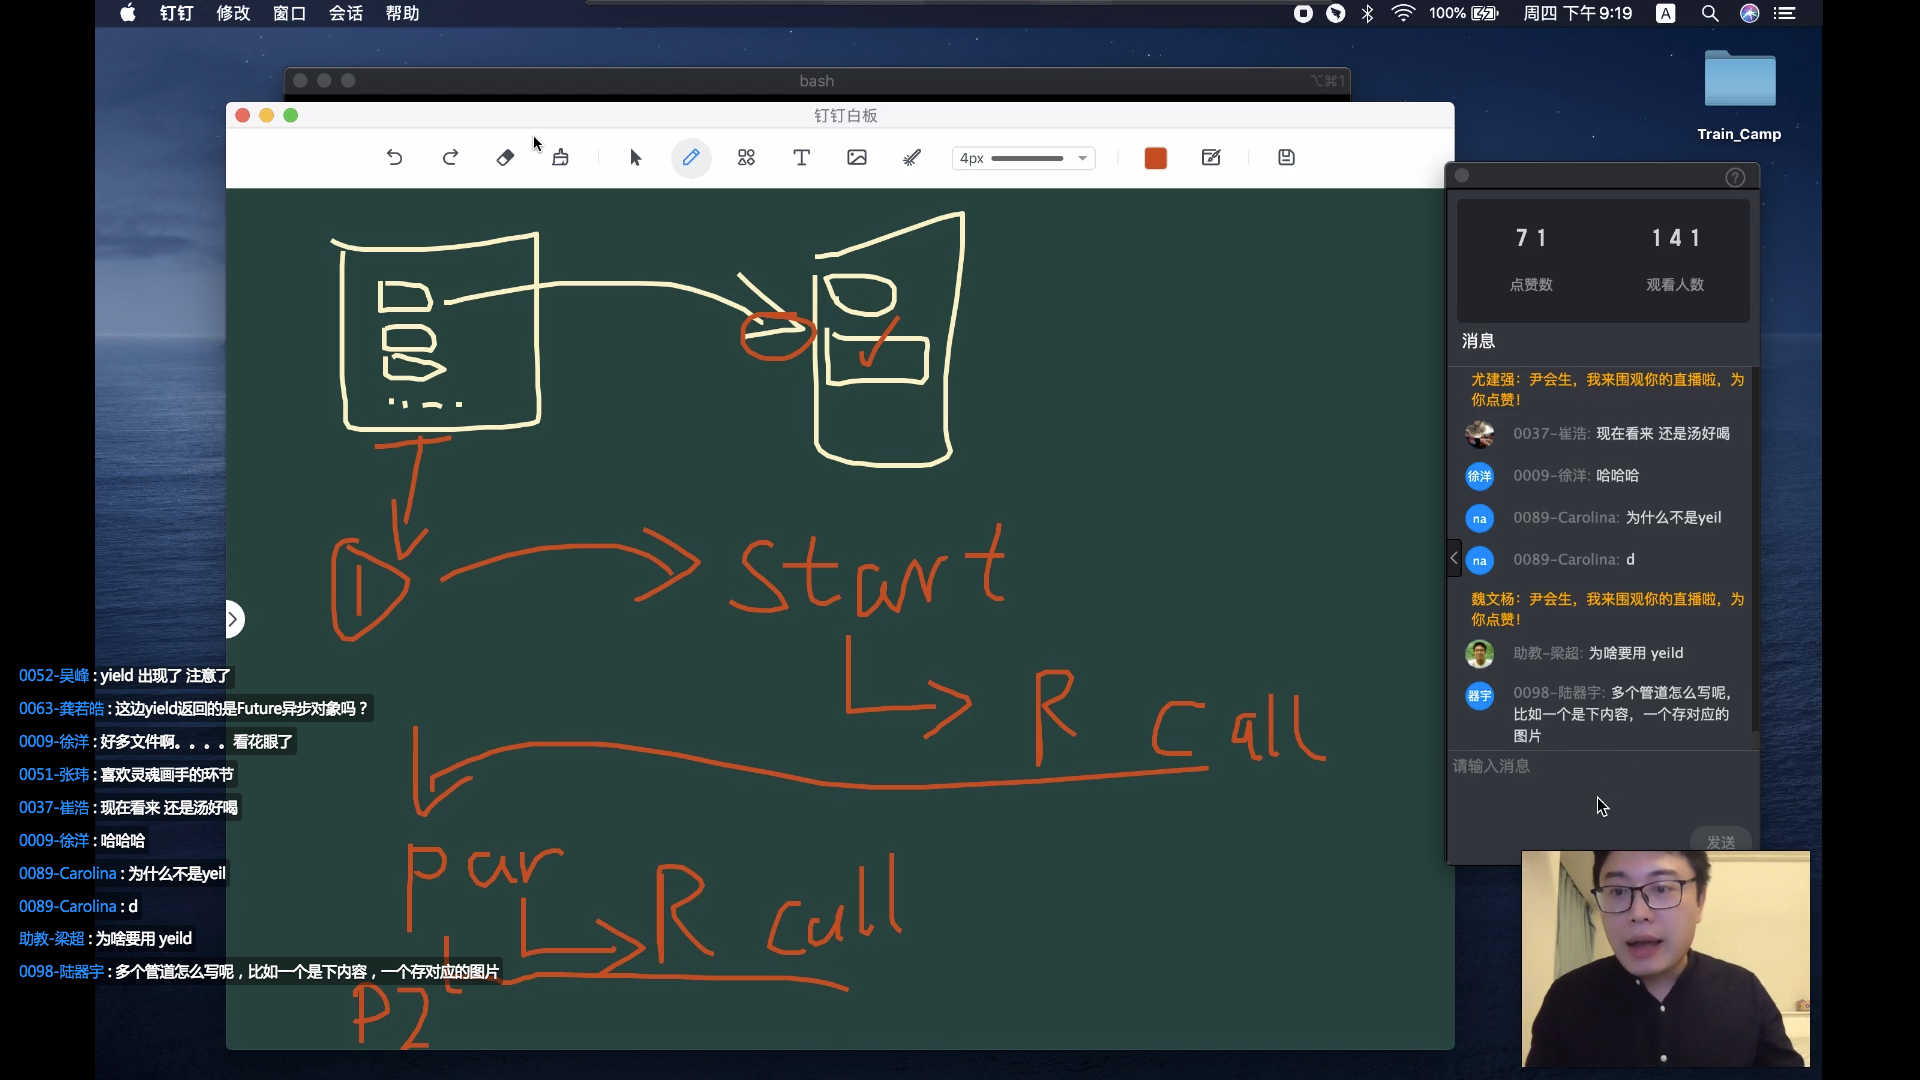 钉钉 修改 窗口 会话 帮助
100% 周四 下午9:19 A
bash ⌥⌘1
钉钉白板
4px
Train_Camp
Start
R call
par
R call
P2
71 141
点赞数 观看人数
消息
尤建强：尹会生，我来围观你的直播啦，为
你点赞！
0037-崔浩: 现在看来 还是汤好喝
徐洋 0009-徐洋: 哈哈哈
na 0089-Carolina: 为什么不是yeil
na 0089-Carolina: d
魏文杨：尹会生，我来围观你的直播啦，为
你点赞！
助教-梁超: 为啥要用 yeild
器宇 0098-陆器宇: 多个管道怎么写呢，
比如一个是下内容，一个存对应的
图片
请输入消息
发送
0052-吴峰 : yield 出现了 注意了
0063-龚若皓 : 这边yield返回的是Future异步对象吗？
0009-徐洋 : 好多文件啊。。。。看花眼了
0051-张玮 : 喜欢灵魂画手的环节
0037-崔浩 : 现在看来 还是汤好喝
0009-徐洋 : 哈哈哈
0089-Carolina : 为什么不是yeil
0089-Carolina : d
助教-梁超 : 为啥要用 yeild
0098-陆器宇 : 多个管道怎么写呢，比如一个是下内容，一个存对应的图片